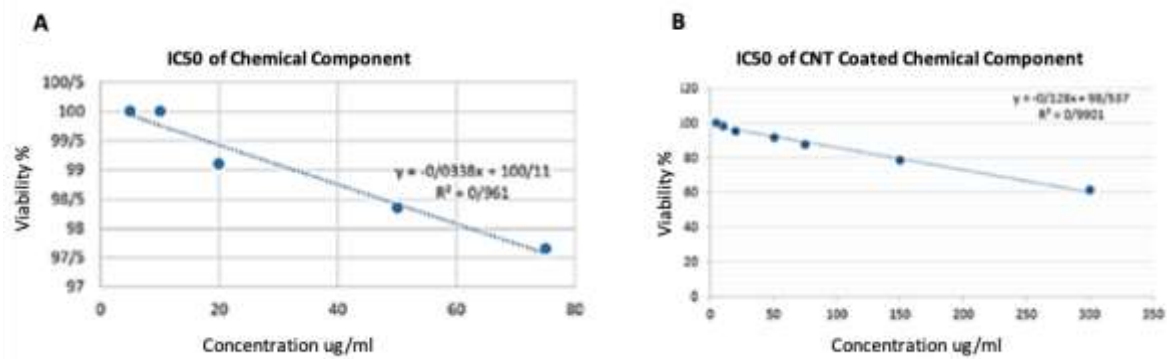 A
IC50 of Chemical Component
100/5
100
99/5
99
98/5
98
97/5
97
Viability %
y = -0/0338x + 100/11
R² = 0/961
0 20 40 60 80
Concentration ug/ml
B
IC50 of CNT Coated Chemical Component
120
100
80
60
40
20
0
Viability %
y = -0/128x + 98/537
R² = 0/9901
0 50 100 150 200 250 300 350
Concentration ug/ml